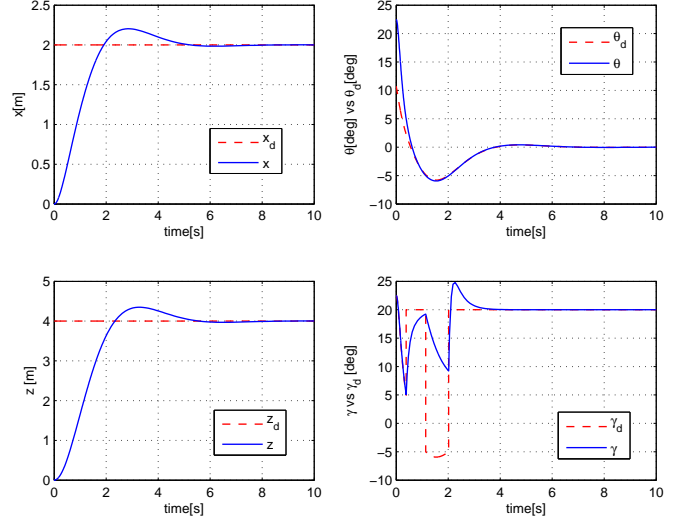 2.5
2
1.5
1
0.5
0
x[m]
x_d
x
0 2 4 6 8 10
time[s]
25
20
15
10
5
0
−5
−10
θ[deg] vs θ_d[deg]
θ_d
θ
0 2 4 6 8 10
time[s]
5
4
3
2
1
0
z [m]
z_d
z
0 2 4 6 8 10
time[s]
25
20
15
10
5
0
−5
−10
γ vs γ_d [deg]
γ_d
γ
0 2 4 6 8 10
time[s]